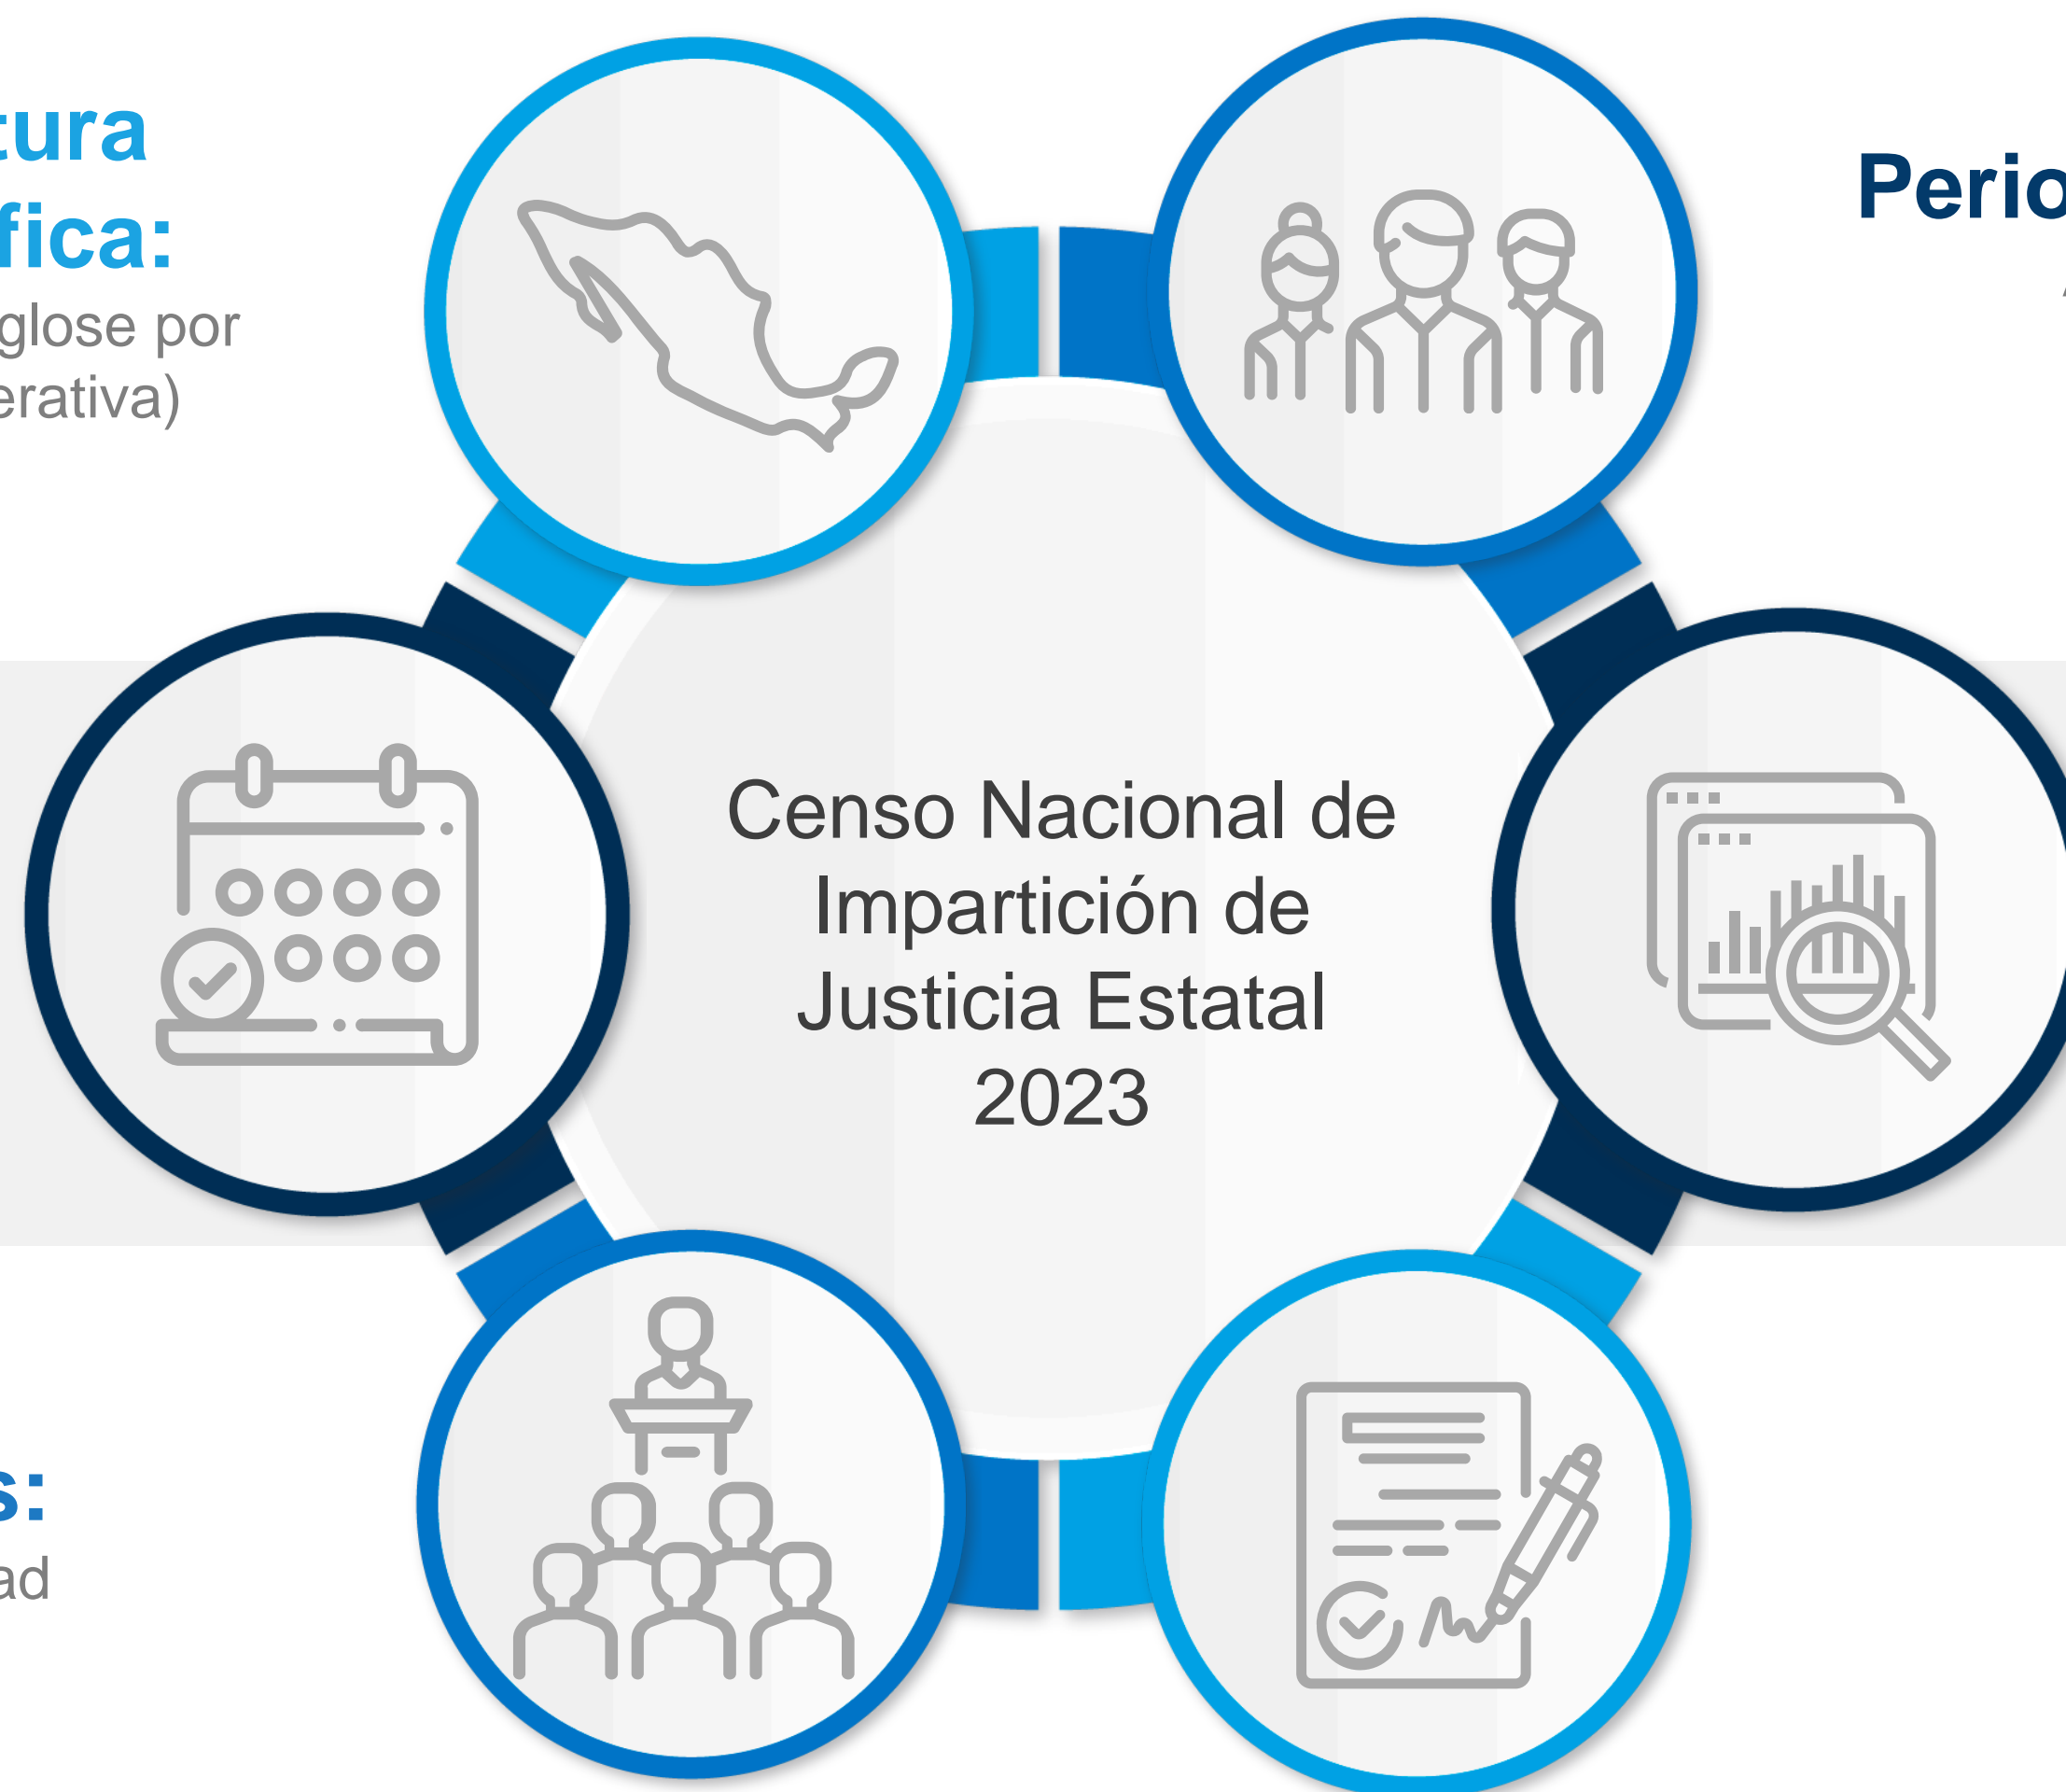 tura
fica:
glose por
erativa)
Perio
Censo Nacional de
Impartición de
Justicia Estatal
2023
s:
ad